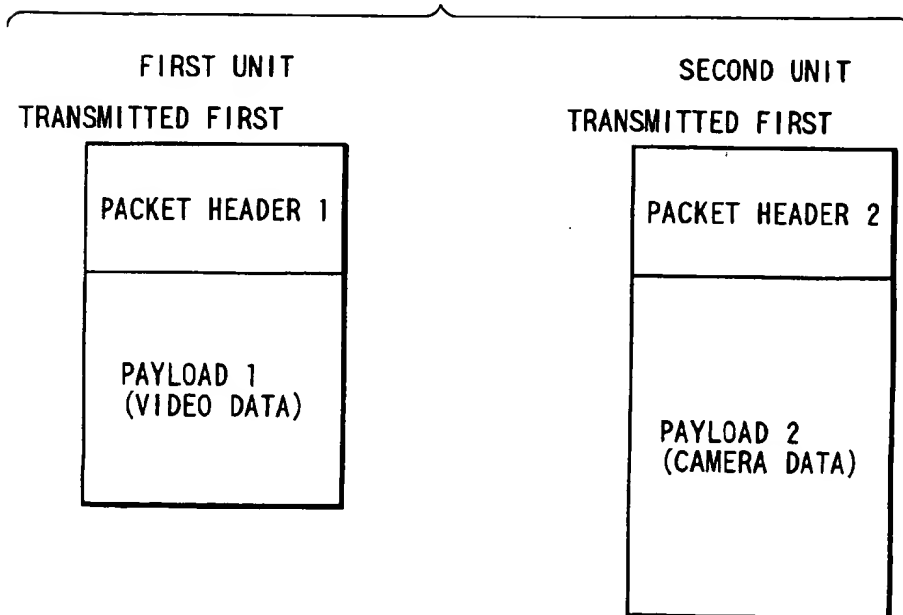 FIRST UNIT
TRANSMITTED FIRST
PACKET HEADER 1
PAYLOAD 1
(VIDEO DATA)
SECOND UNIT
TRANSMITTED FIRST
PACKET HEADER 2
PAYLOAD 2
(CAMERA DATA)